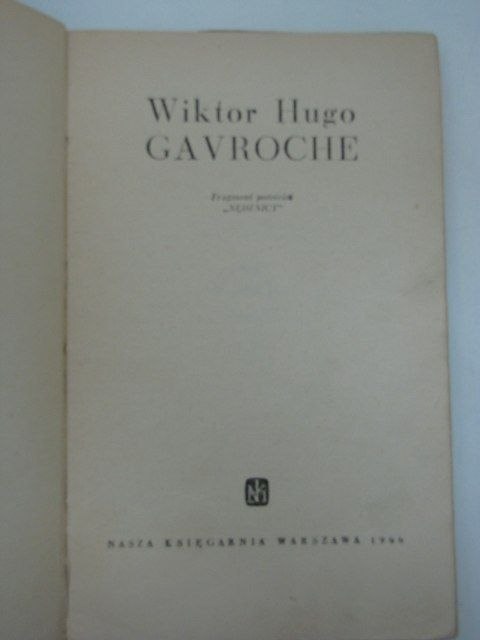 Wiktor Hugo
GAVROCHE
Fragment powieści
„NĘDZNICY”
NASZA KSIĘGARNIA WARSZAWA